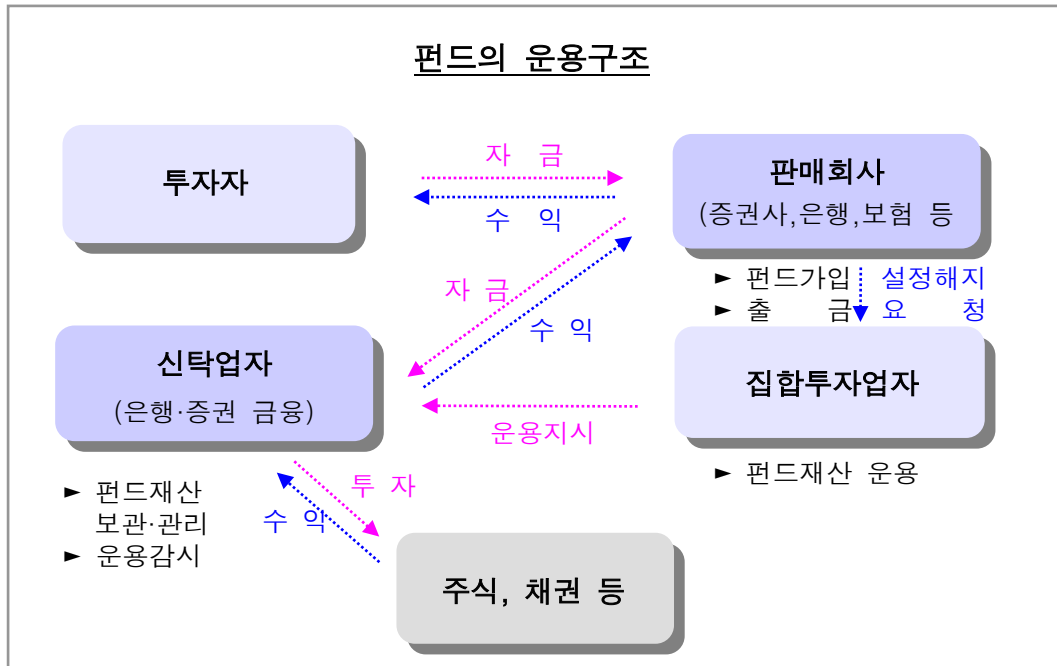 펀드의 운용구조
투자자
자 금
수 익
판매회사
(증권사,은행,보험 등
► 펀드가입
► 출 금
설정해지
요 청
자 금
수 익
신탁업자
(은행·증권 금융)
집합투자업자
운용지시
► 펀드재산 운용
► 펀드재산
보관·관리
► 운용감시
투 자
수 익
주식, 채권 등